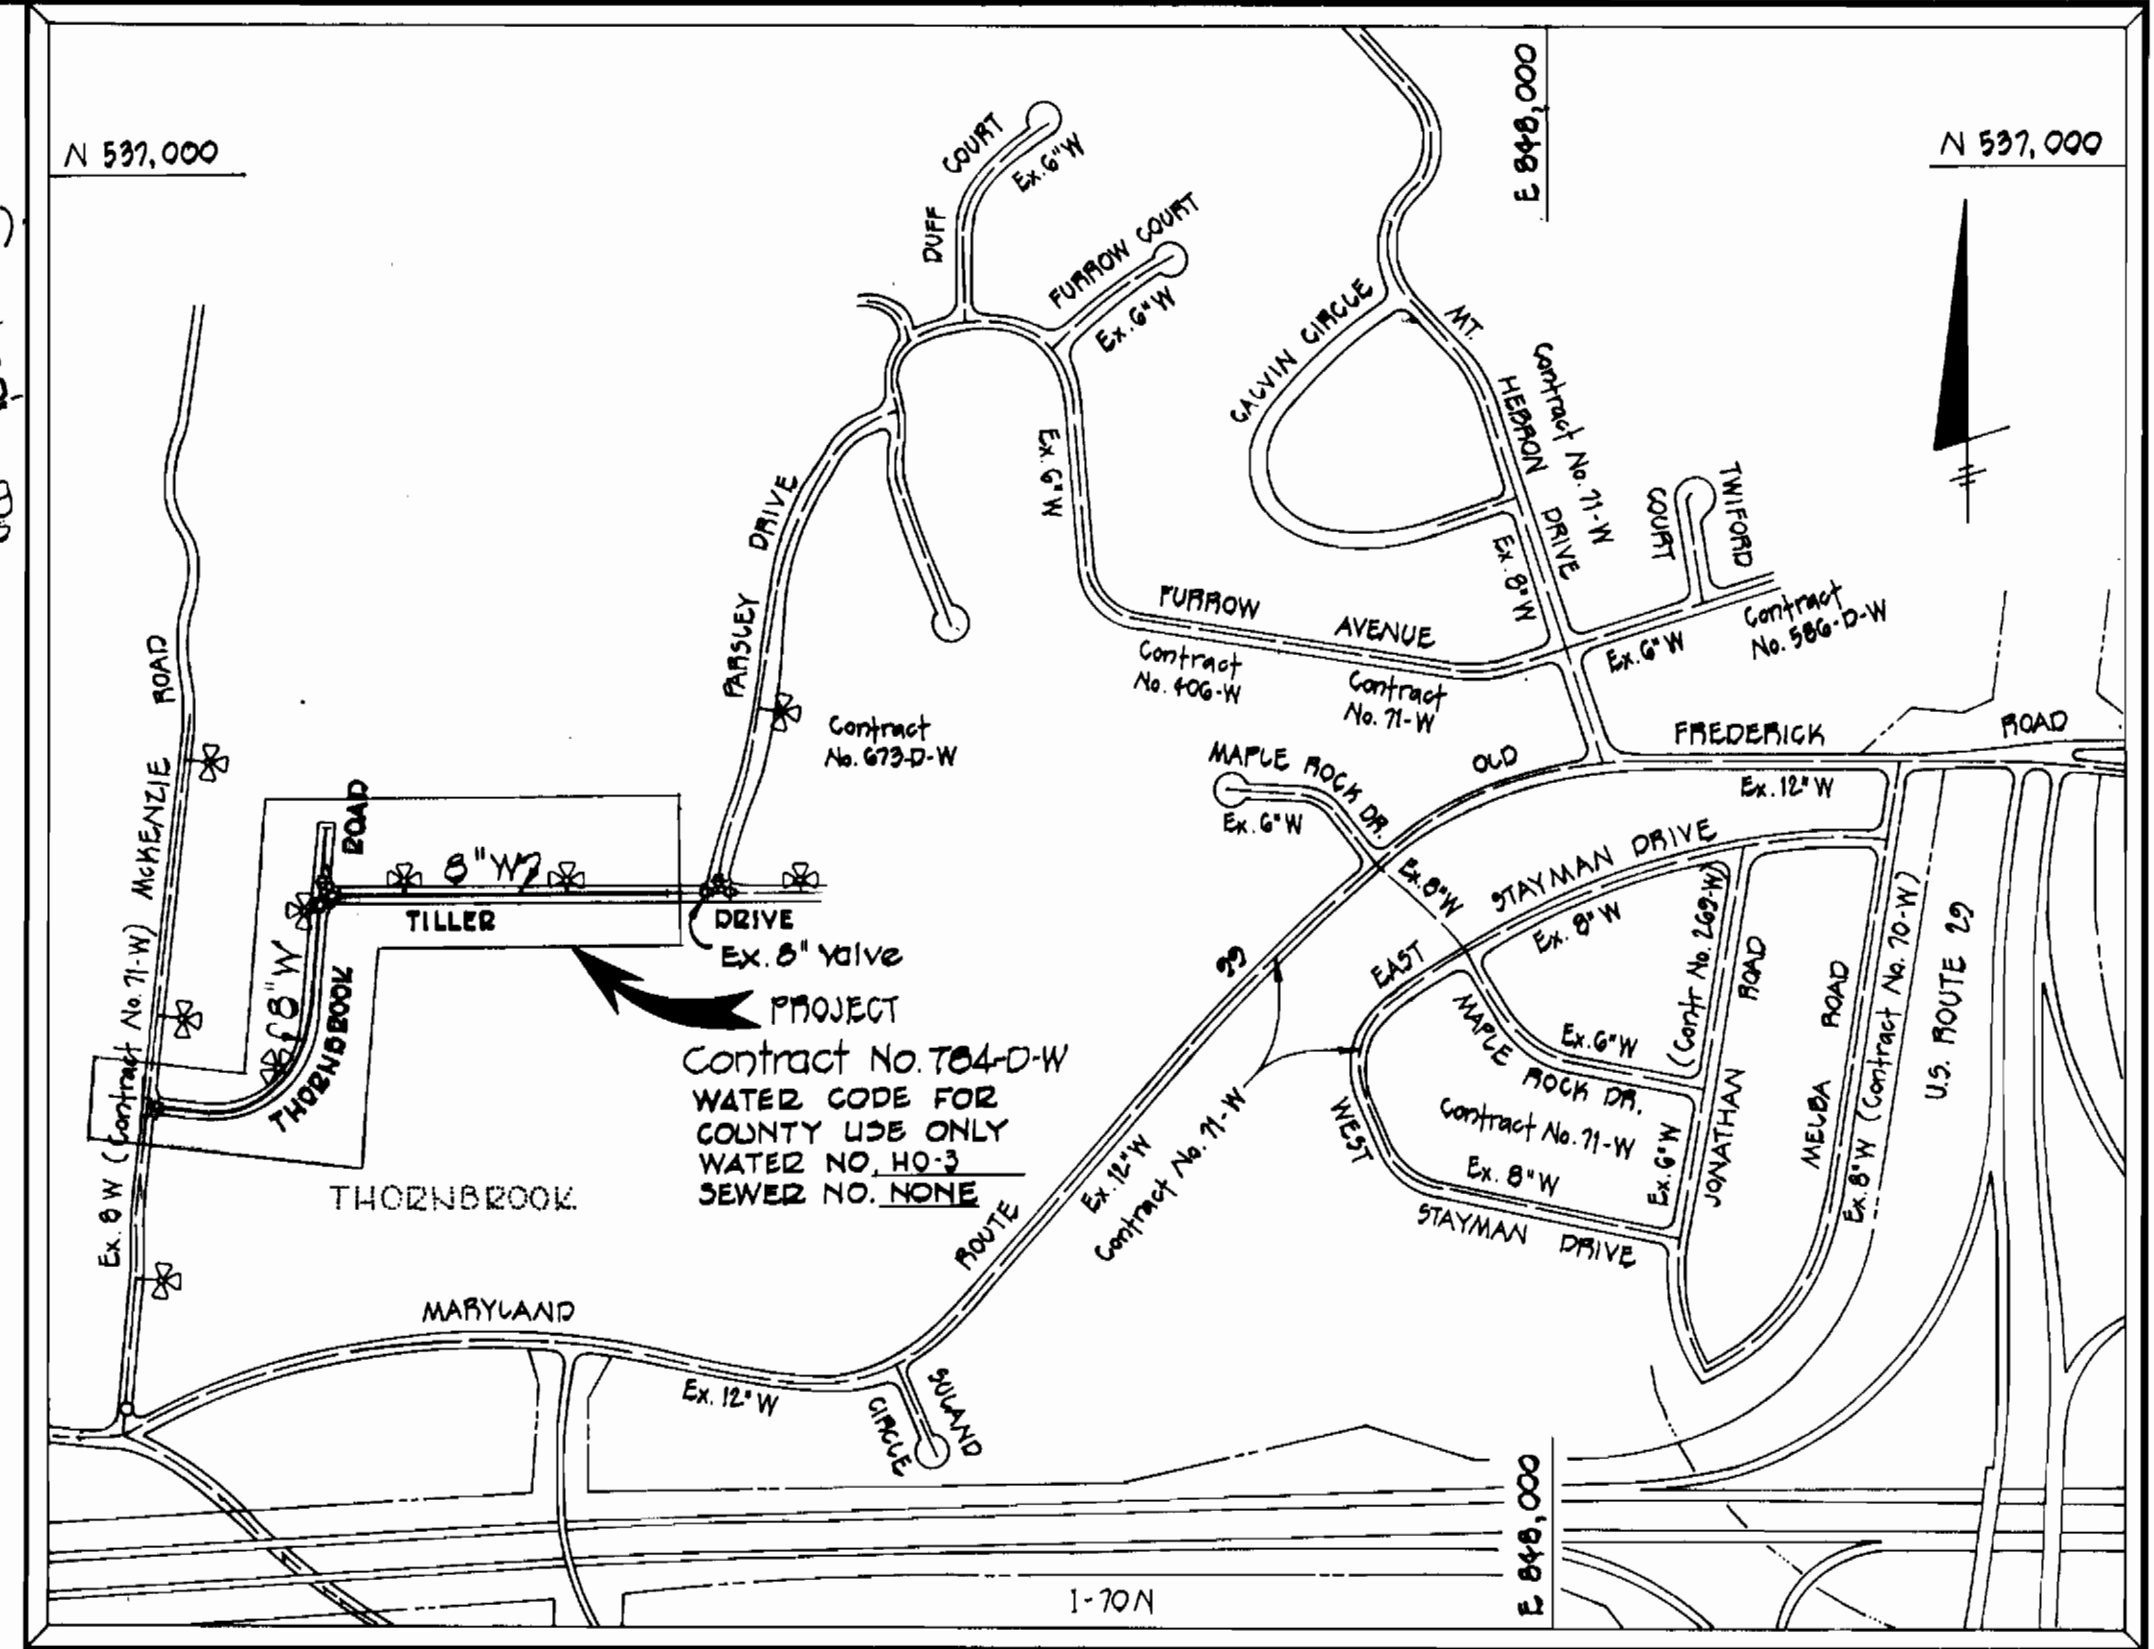 N 537,000
E 848,000
N 537,000
DUFF COURT
Ex. 6"W
FURROW COURT
Ex. 6"W
CALVIN CIRCLE
MT. HEBRON DRIVE
Contract No. 71-W
Ex. 8"W
TWIFORD
COURT
Ex. 6"W
Contract
No. 586-D-W
Ex. 6"W
FURROW AVENUE
Contract
No. 406-W
Contract
No. 71-W
PARSLEY DRIVE
Contract
No. 673-D-W
McKENZIE ROAD
Ex. 8 W (Contract No. 71-W)
OLD FREDERICK ROAD
Ex. 12"W
MAPLE ROCK DR.
Ex. 6"W
Ex. 8"W
EAST STAYMAN DRIVE
Ex. 8"W
(Contr No. 269-W)
JONATHAN ROAD
MELBA ROAD
Ex. 8"W (Contract No. 70-W)
U.S. ROUTE 29
MAPLE ROCK DR.
Ex. 6"W
Contract No. 71-W
Ex. 6"W
WEST STAYMAN DRIVE
Ex. 8"W
ROAD
8"W
TILLER DRIVE
Ex. 8" Valve
8"W
THORNBROOK
PROJECT
Contract No. 784-D-W
WATER CODE FOR
COUNTY USE ONLY
WATER NO. HO-3
SEWER NO. NONE
THORNBROOK
MARYLAND ROUTE 99
Ex. 12"W
Contract No. 71-W
Ex. 12"W
SULAND
CIRCLE
E 848,000
I-70N